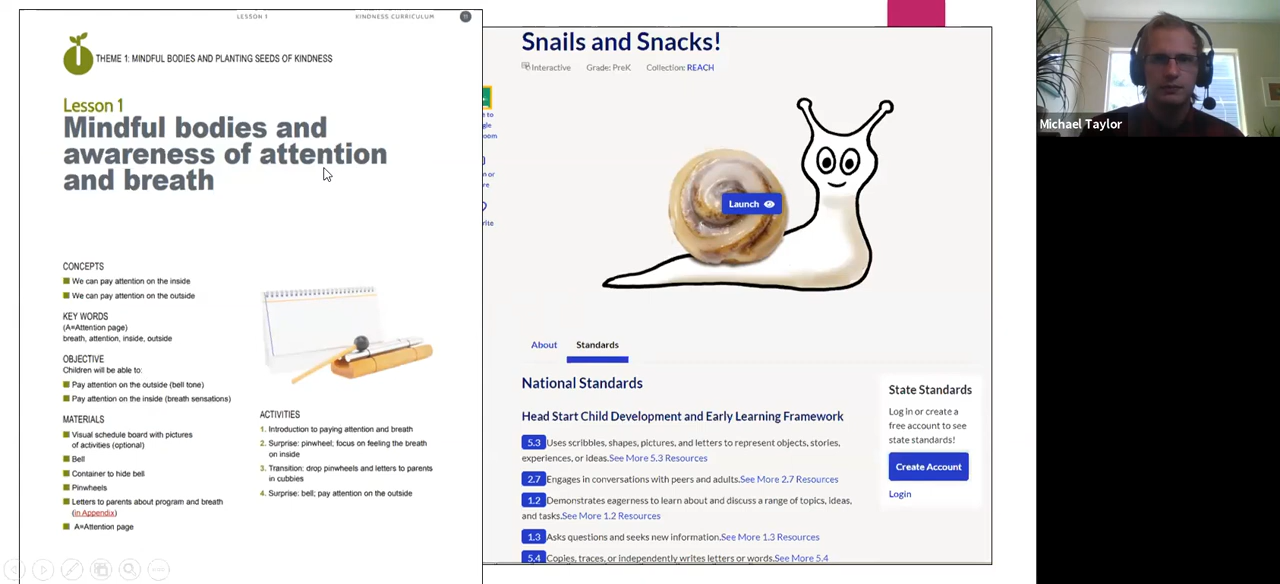 LESSON 1
KINDNESS CURRICULUM
11
THEME 1: MINDFUL BODIES AND PLANTING SEEDS OF KINDNESS
Lesson 1
Mindful bodies and
awareness of attention
and breath
CONCEPTS
We can pay attention on the inside
We can pay attention on the outside
KEY WORDS
(A=Attention page)
breath, attention, inside, outside
OBJECTIVE
Children will be able to:
Pay attention on the outside (bell tone)
Pay attention on the inside (breath sensations)
MATERIALS
Visual schedule board with pictures
of activities (optional)
Bell
Container to hide bell
Pinwheels
Letters to parents about program and breath
(in Appendix)
A=Attention page
ACTIVITIES
1. Introduction to paying attention and breath
2. Surprise: pinwheel; focus on feeling the breath
on inside
3. Transition: drop pinwheels and letters to parents
in cubbies
4. Surprise: bell; pay attention on the outside
Snails and Snacks!
Interactive Grade: PreK Collection: REACH
Launch
About Standards
National Standards
Head Start Child Development and Early Learning Framework
5.3 Uses scribbles, shapes, pictures, and letters to represent objects, stories,
experiences, or ideas.See More 5.3 Resources
2.7 Engages in conversations with peers and adults.See More 2.7 Resources
1.2 Demonstrates eagerness to learn about and discuss a range of topics, ideas,
and tasks.See More 1.2 Resources
1.3 Asks questions and seeks new information.See More 1.3 Resources
5.4 Copies, traces, or independently writes letters or words.See More 5.4
State Standards
Log in or create a
free account to see
state standards!
Create Account
Login
Michael Taylor